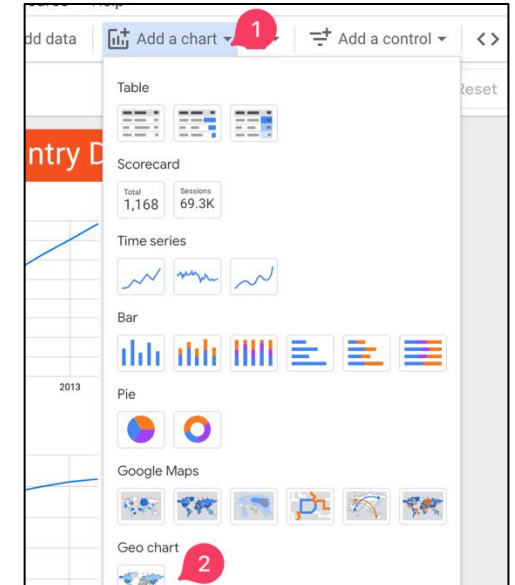 dd data Add a chart 1 Add a control < >
Reset
Table
ntry D
Scorecard
Total
1,168
Sessions
69.3K
Time series
Bar
2013
Pie
Google Maps
Geo chart
2